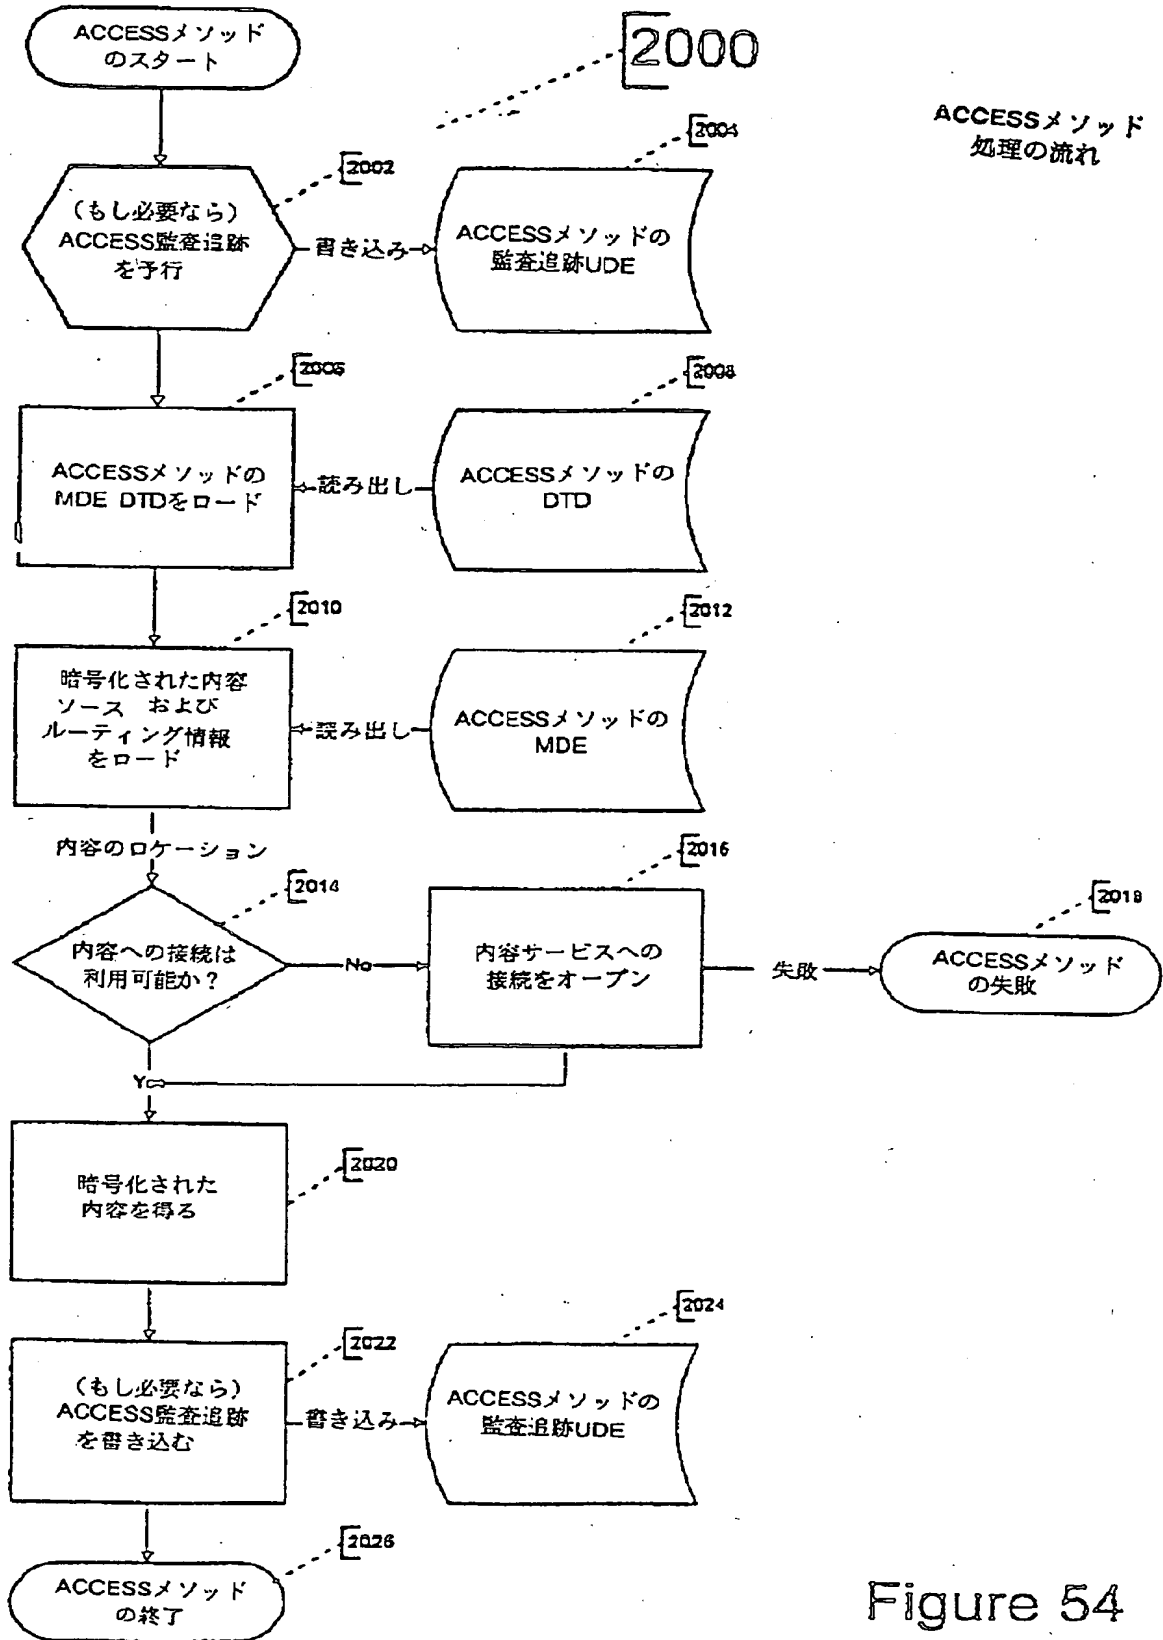 ACCESSメソッド
のスタート
2000
ACCESSメソッド
処理の流れ
2002
2004
(もし必要なら)
ACCESS監査追跡
を予行
書き込み
ACCESSメソッドの
監査追跡UDE
2006
2008
ACCESSメソッドの
MDE DTDをロード
読み出し
ACCESSメソッドの
DTD
2010
2012
暗号化された内容
ソース および
ルーティング情報
をロード
読み出し
ACCESSメソッドの
MDE
内容のロケーション
2014
2016
2018
内容への接続は
利用可能か?
No
内容サービスへの
接続をオープン
失敗
ACCESSメソッド
の失敗
Y
2020
暗号化された
内容を得る
2022
2024
(もし必要なら)
ACCESS監査追跡
を書き込む
書き込み
ACCESSメソッドの
監査追跡UDE
2026
ACCESSメソッド
の終了
Figure 54